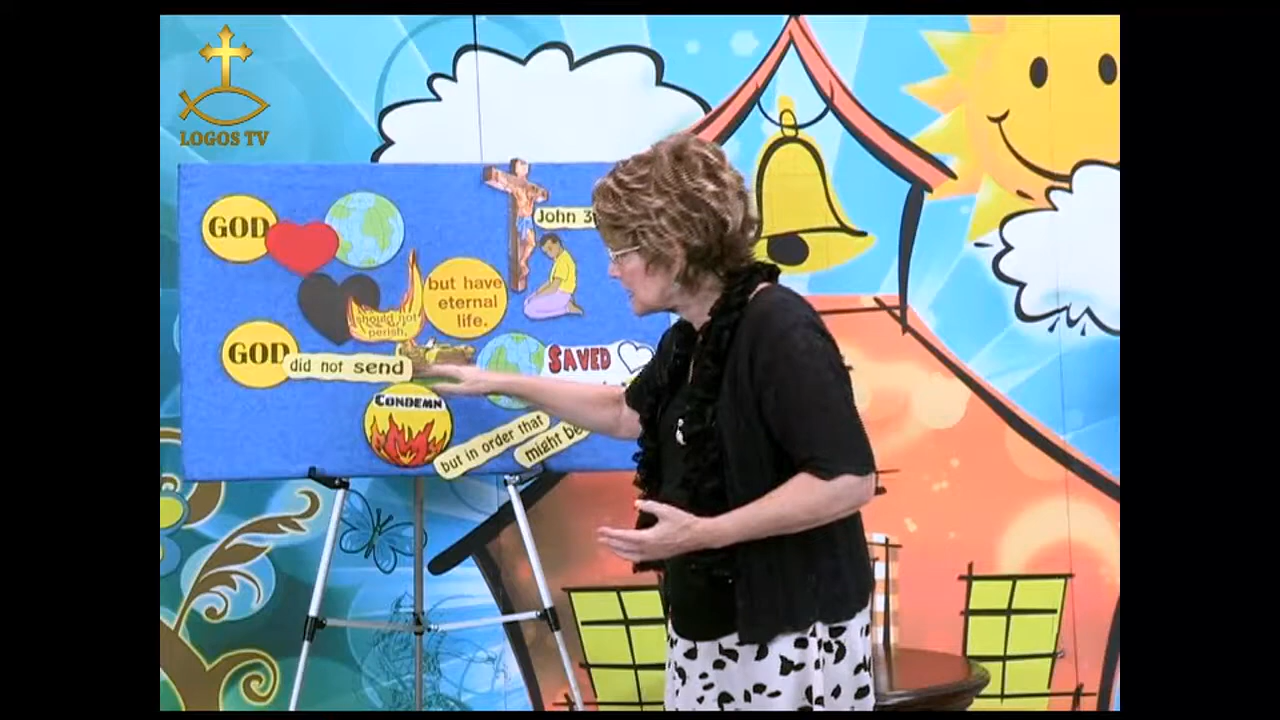 LOGOS TV
GOD
John 3
but have
eternal
life.
should not
perish,
GOD
did not send
SAVED
CONDEMN
but in order that
might be